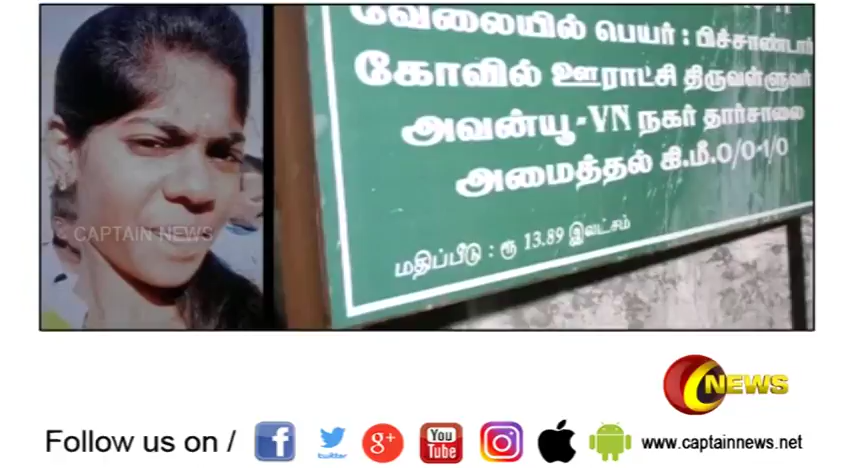 வேலையில் பெயர் : பிச்சாண்டார்
கோவில் ஊராட்சி திருவள்ளுவர்
அவன்யூ -VN நகர் தார்சாலை
அமைத்தல் கி.மீ.0/0-1/0
மதிப்பீடு : ரூ 13.89 இலட்சம்
CAPTAIN NEWS
NEWS
Follow us on / twitter g+ You Tube www.captainnews.net